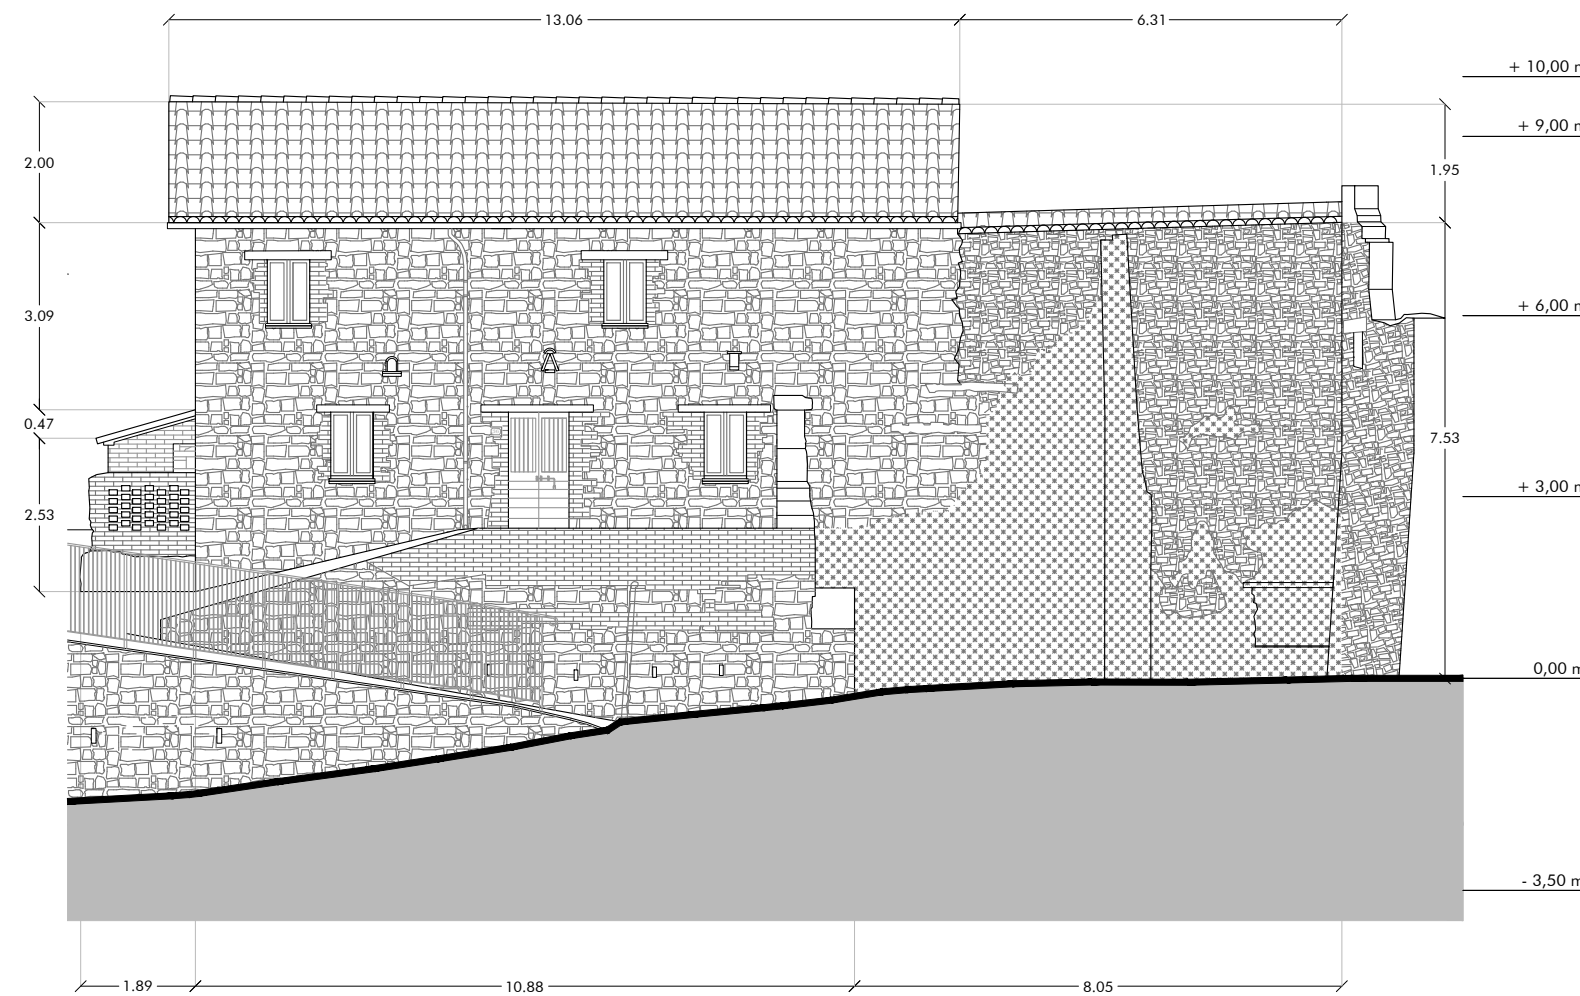 13.06 6.31
+ 10,00 m
+ 9,00 m
2.00
1.95
+ 6,00 m
3.09
0.47
7.53
+ 3,00 m
2.53
0,00 m
- 3,50 m
1.89 10.88 8.05